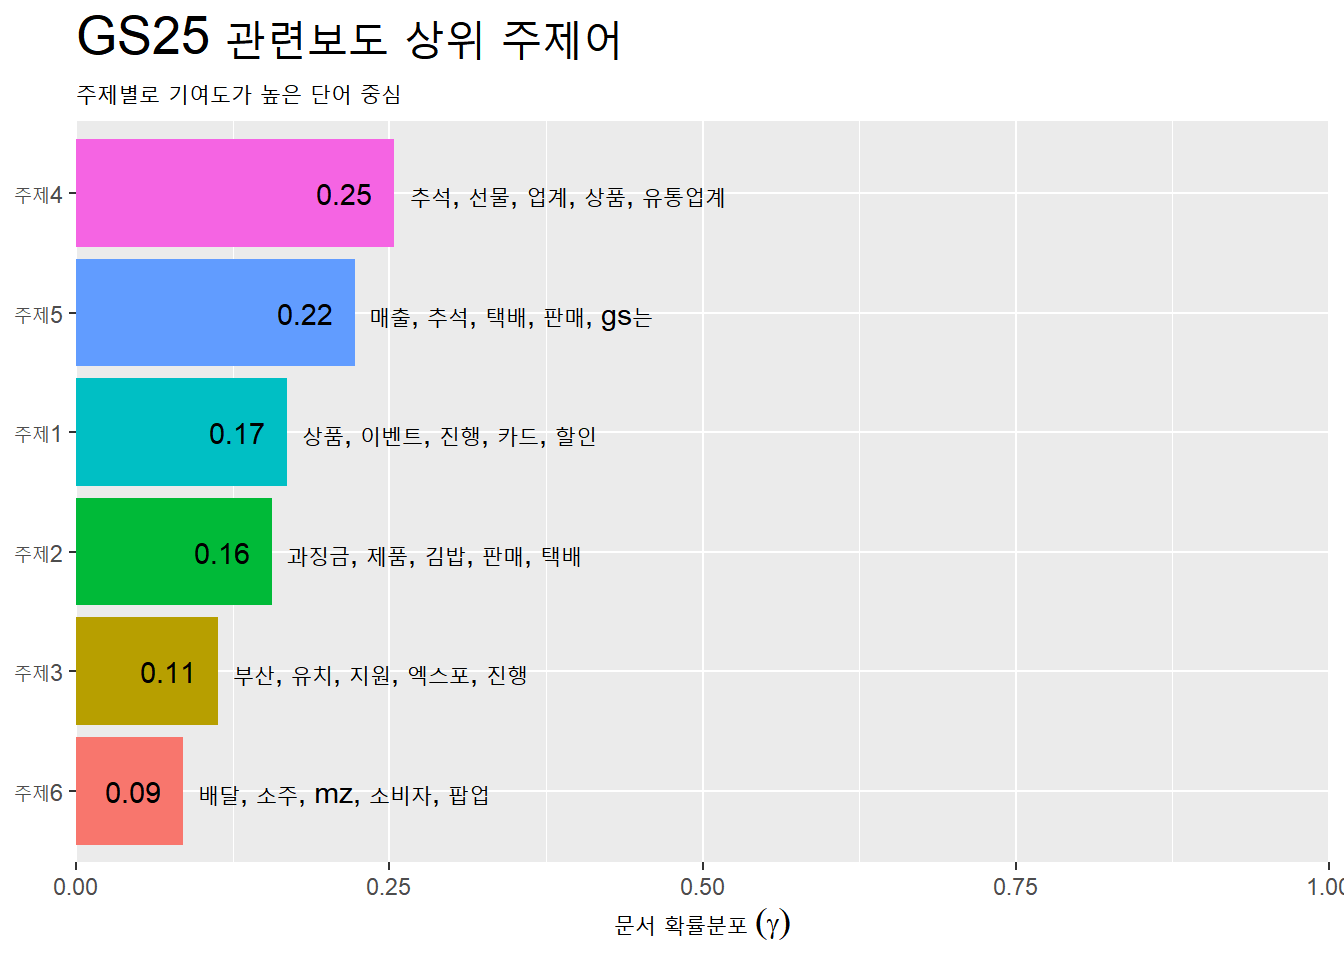 GS25 관련보도 상위 주제어
주제별로 기여도가 높은 단어 중심
주제4 0.25 추석, 선물, 업계, 상품, 유통업계
주제5 0.22 매출, 추석, 택배, 판매, gs는
주제1 0.17 상품, 이벤트, 진행, 카드, 할인
주제2 0.16 과징금, 제품, 김밥, 판매, 택배
주제3 0.11 부산, 유치, 지원, 엑스포, 진행
주제6 0.09 배달, 소주, mz, 소비자, 팝업
0.00 0.25 0.50 0.75 1.00
문서 확률분포 (γ)